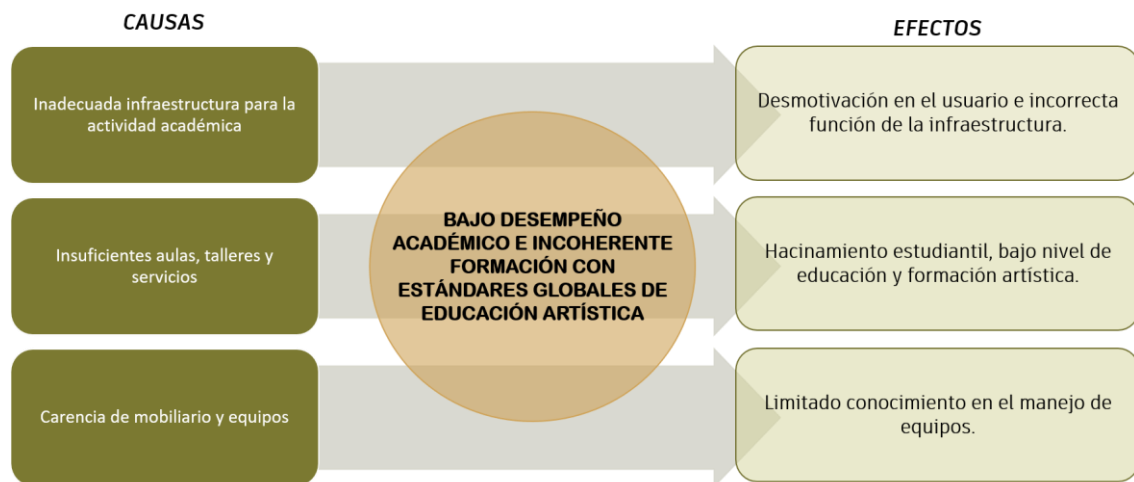 CAUSAS
EFECTOS
Inadecuada infraestructura para la
actividad académica
Desmotivación en el usuario e incorrecta
función de la infraestructura.
BAJO DESEMPEÑO
ACADÉMICO E INCOHERENTE
FORMACIÓN CON
ESTÁNDARES GLOBALES DE
EDUCACIÓN ARTÍSTICA
Insuficientes aulas, talleres y
servicios
Hacinamiento estudiantil, bajo nivel de
educación y formación artística.
Carencia de mobiliario y equipos
Limitado conocimiento en el manejo de
equipos.